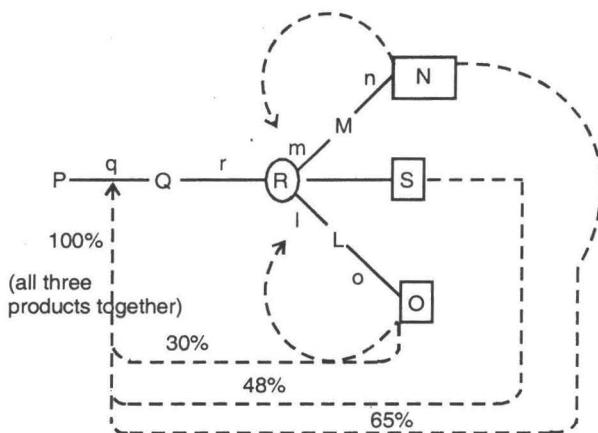 n
N
M
m
q
r
P
Q
R
S
l
100%
L
(all three
products together)
o
O
30%
48%
65%